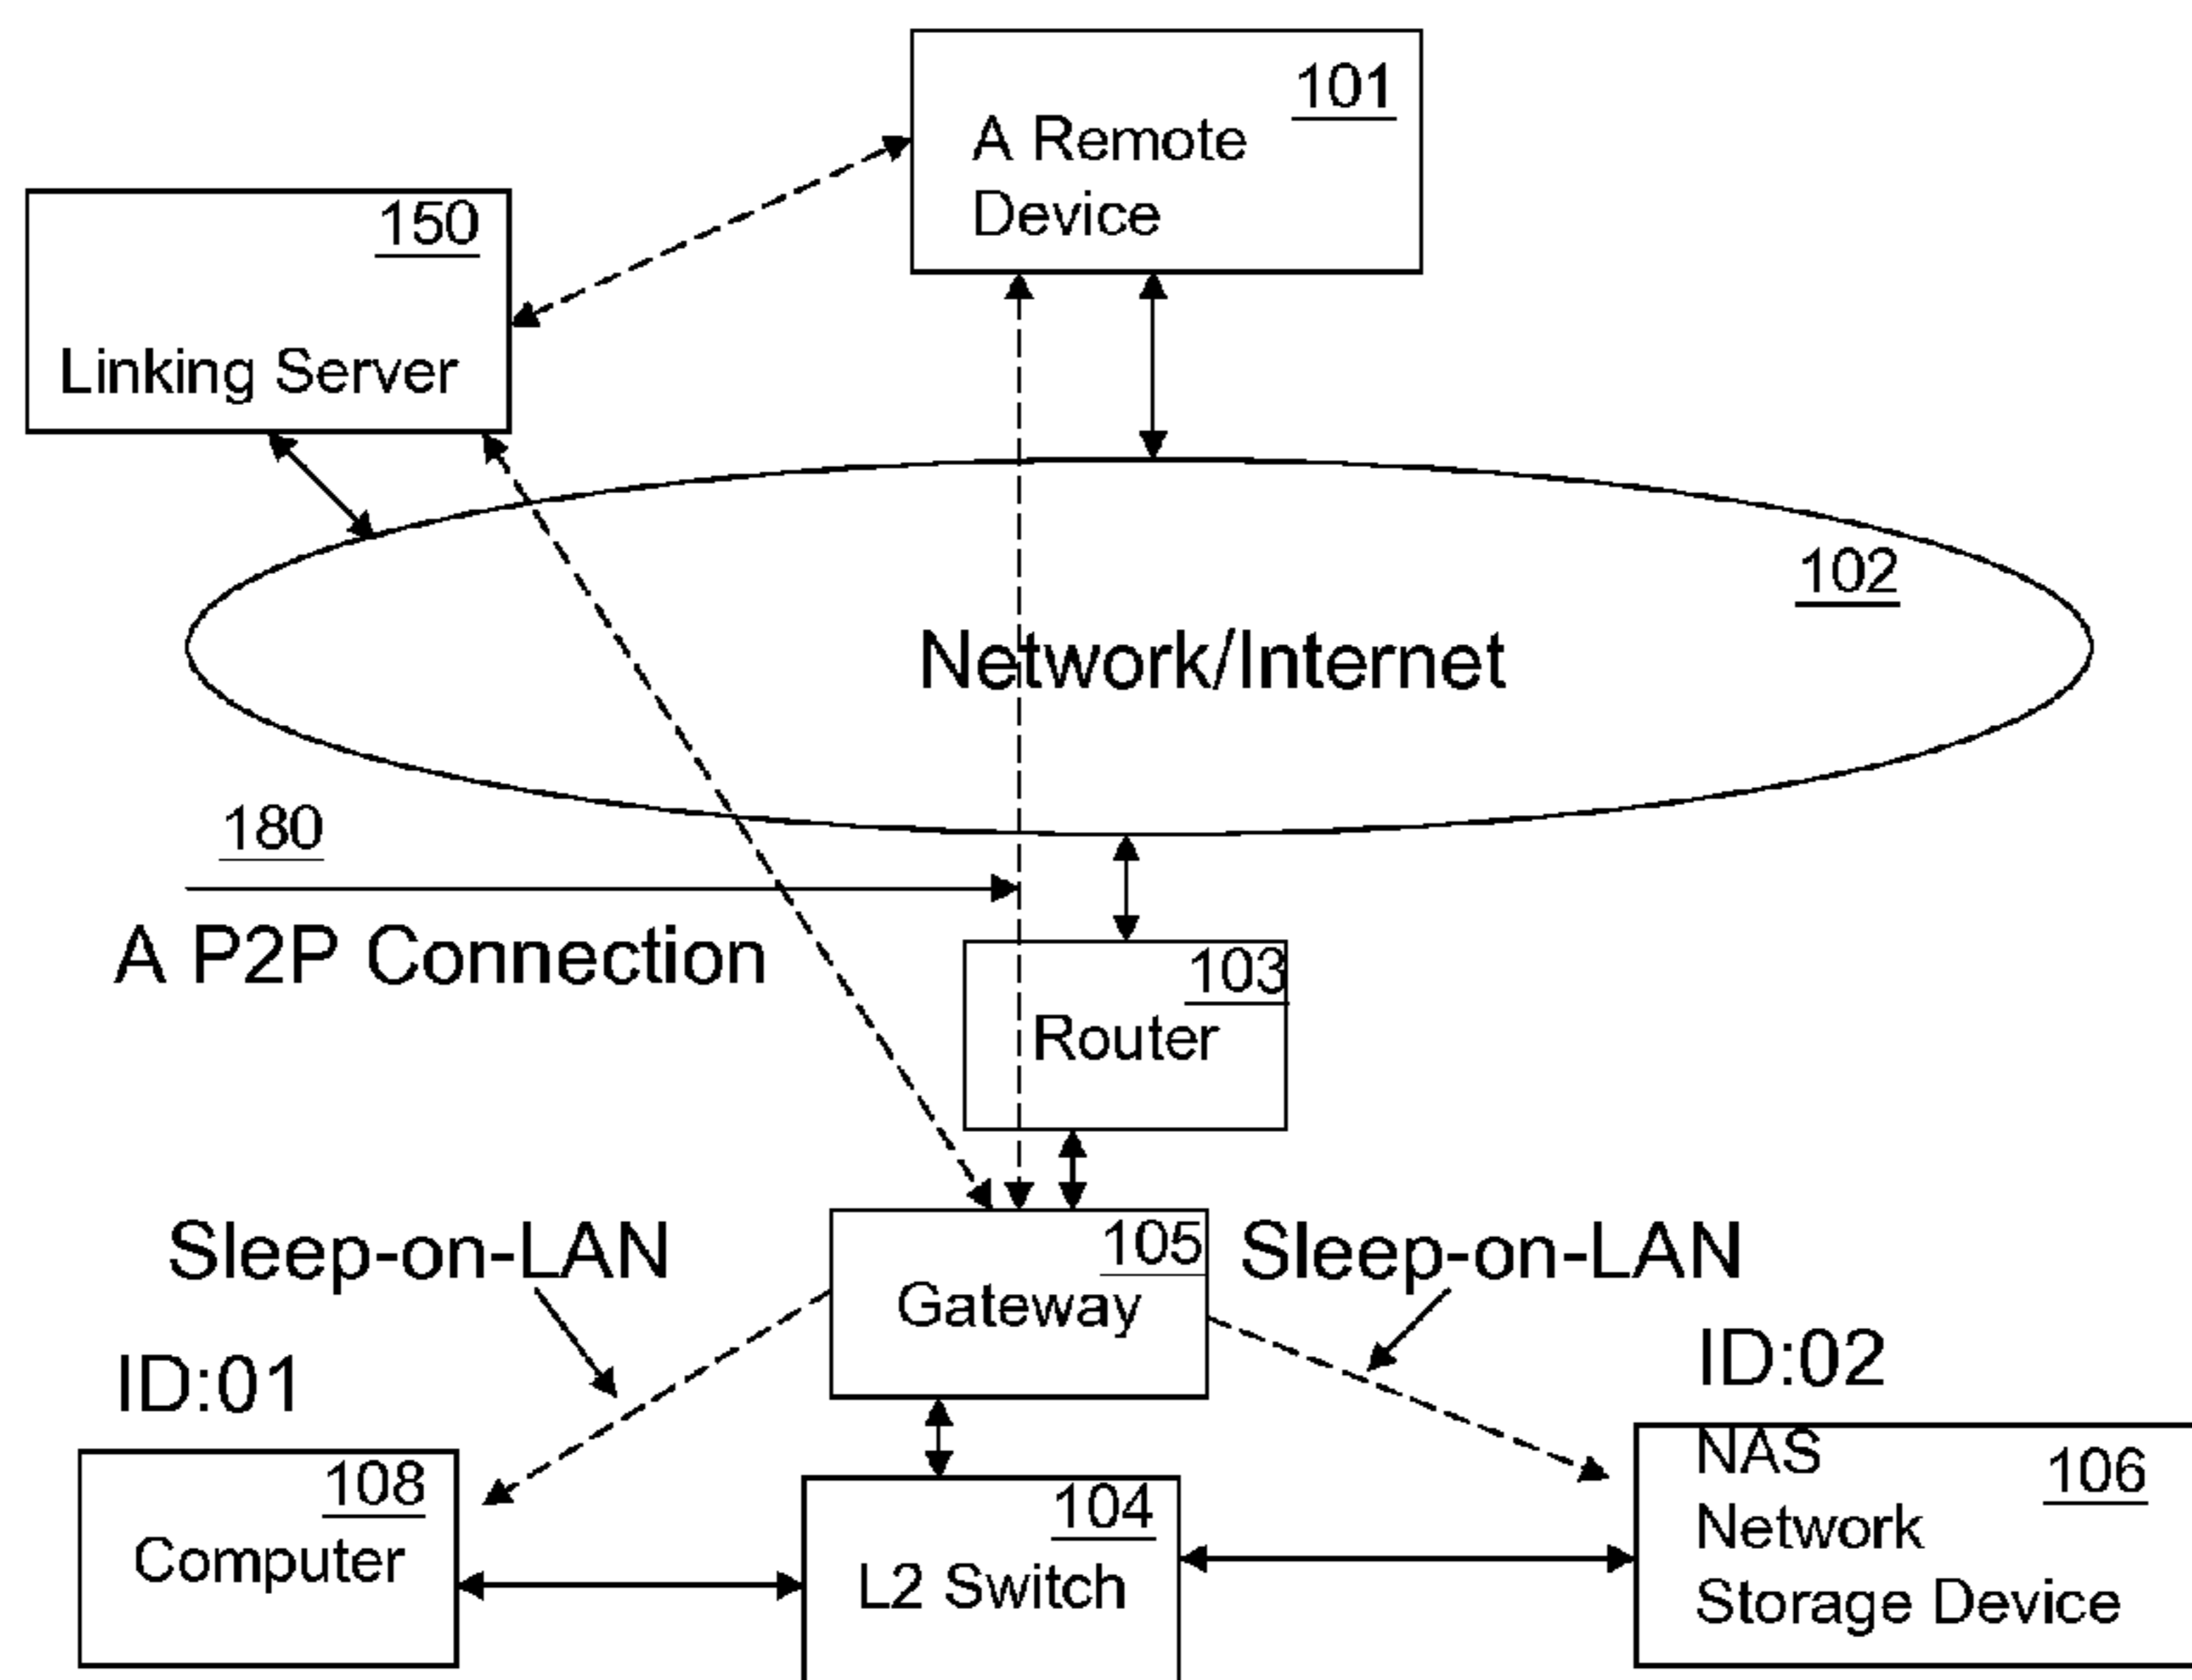 101
A Remote
Device
150
Linking Server
102
Network/Internet
180
A P2P Connection
103
Router
105
Gateway
Sleep-on-LAN
Sleep-on-LAN
ID:01
ID:02
108
Computer
104
L2 Switch
NAS
106
Network
Storage Device